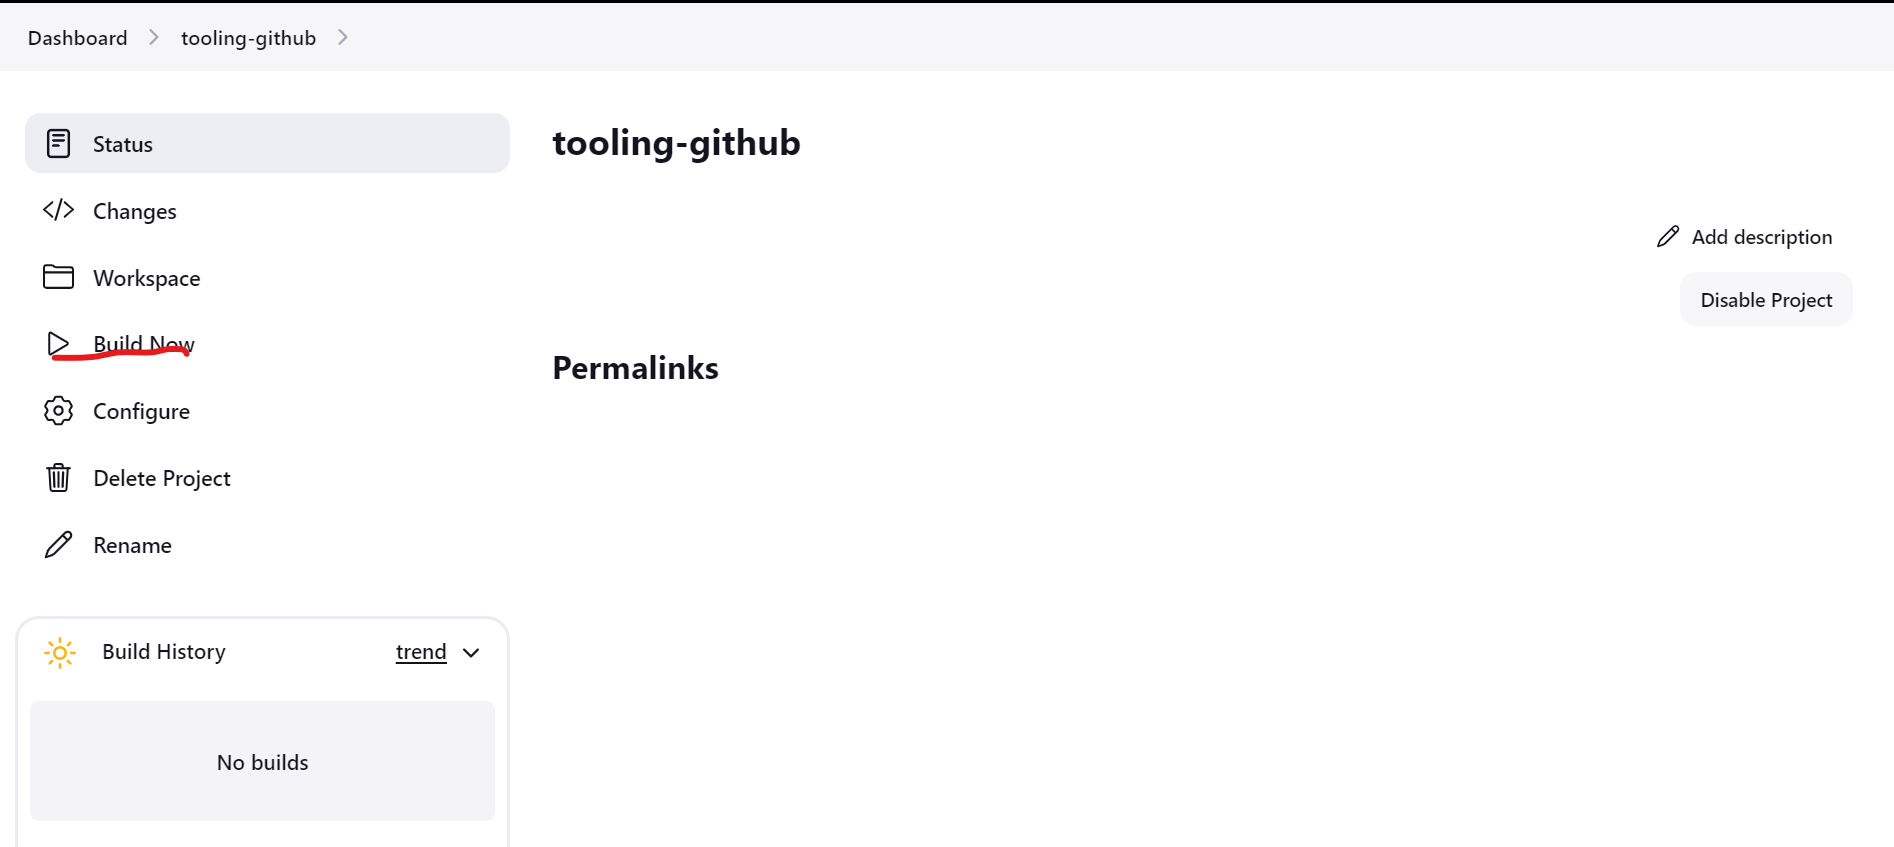 Dashboard > tooling-github >
Status
tooling-github
Changes
Add description
Workspace
Disable Project
Build Now
Permalinks
Configure
Delete Project
Rename
Build History trend
No builds